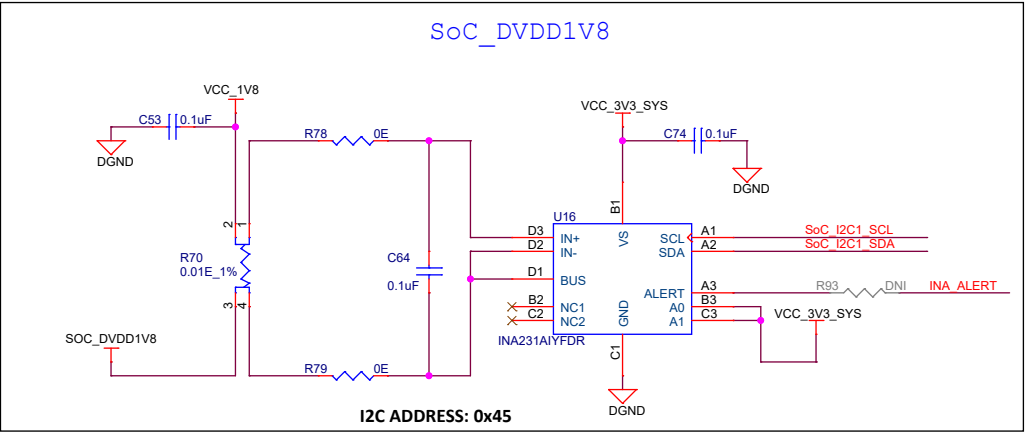 SoC_DVDD1V8
VCC_1V8
C53
0.1uF
DGND
R78
0E
VCC_3V3_SYS
C74
0.1uF
DGND
2
1
R70
0.01E_1%
3
4
SOC_DVDD1V8
C64
0.1uF
R79
0E
U16
B1
VS
D3
IN+
D2
IN-
D1
BUS
B2
NC1
C2
NC2
GND
C1
INA231AIYFDR
DGND
SCL
A1
SoC_I2C1_SCL
SDA
A2
SoC_I2C1_SDA
ALERT
A3
R93
DNI
INA_ALERT
A0
B3
A1
C3
VCC_3V3_SYS
I2C ADDRESS: 0x45